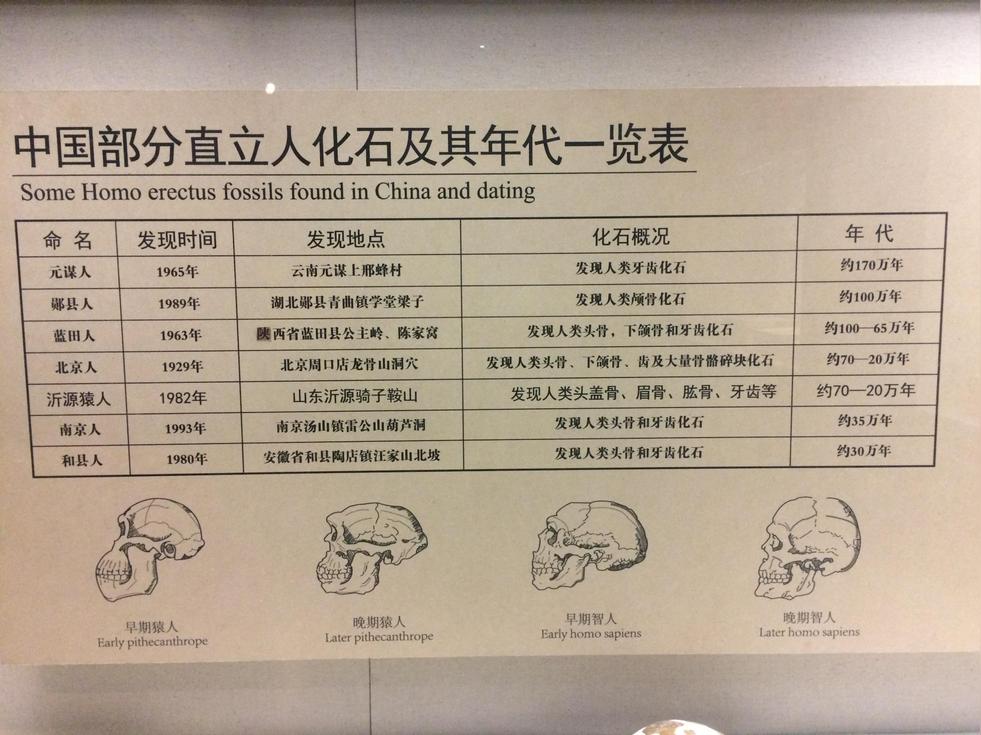 中国部分直立人化石及其年代一览表
Some Homo erectus fossils found in China and dating
命 名 发现时间 发现地点 化石概况 年 代
元谋人 1965年 云南元谋上那蚌村 发现人类牙齿化石 约170万年
郧县人 1989年 湖北郧县青曲镇学堂梁子 发现人类颅骨化石 约100万年
蓝田人 1963年 陕西省蓝田县公主岭、陈家窝 发现人类头骨，下颌骨和牙齿化石 约100—65万年
北京人 1929年 北京周口店龙骨山洞穴 发现人类头骨、下颌骨、齿及大量骨骼碎块化石 约70—20万年
沂源猿人 1982年 山东沂源骑子鞍山 发现人类头盖骨、眉骨、肱骨、牙齿等 约70—20万年
南京人 1993年 南京汤山镇雷公山葫芦洞 发现人类头骨和牙齿化石 约35万年
和县人 1980年 安徽省和县陶店镇汪家山北坡 发现人类头骨和牙齿化石 约30万年
早期猿人 晚期猿人 早期智人 晚期智人
Early pithecanthrope Later pithecanthrope Early homo sapiens Later homo sapiens